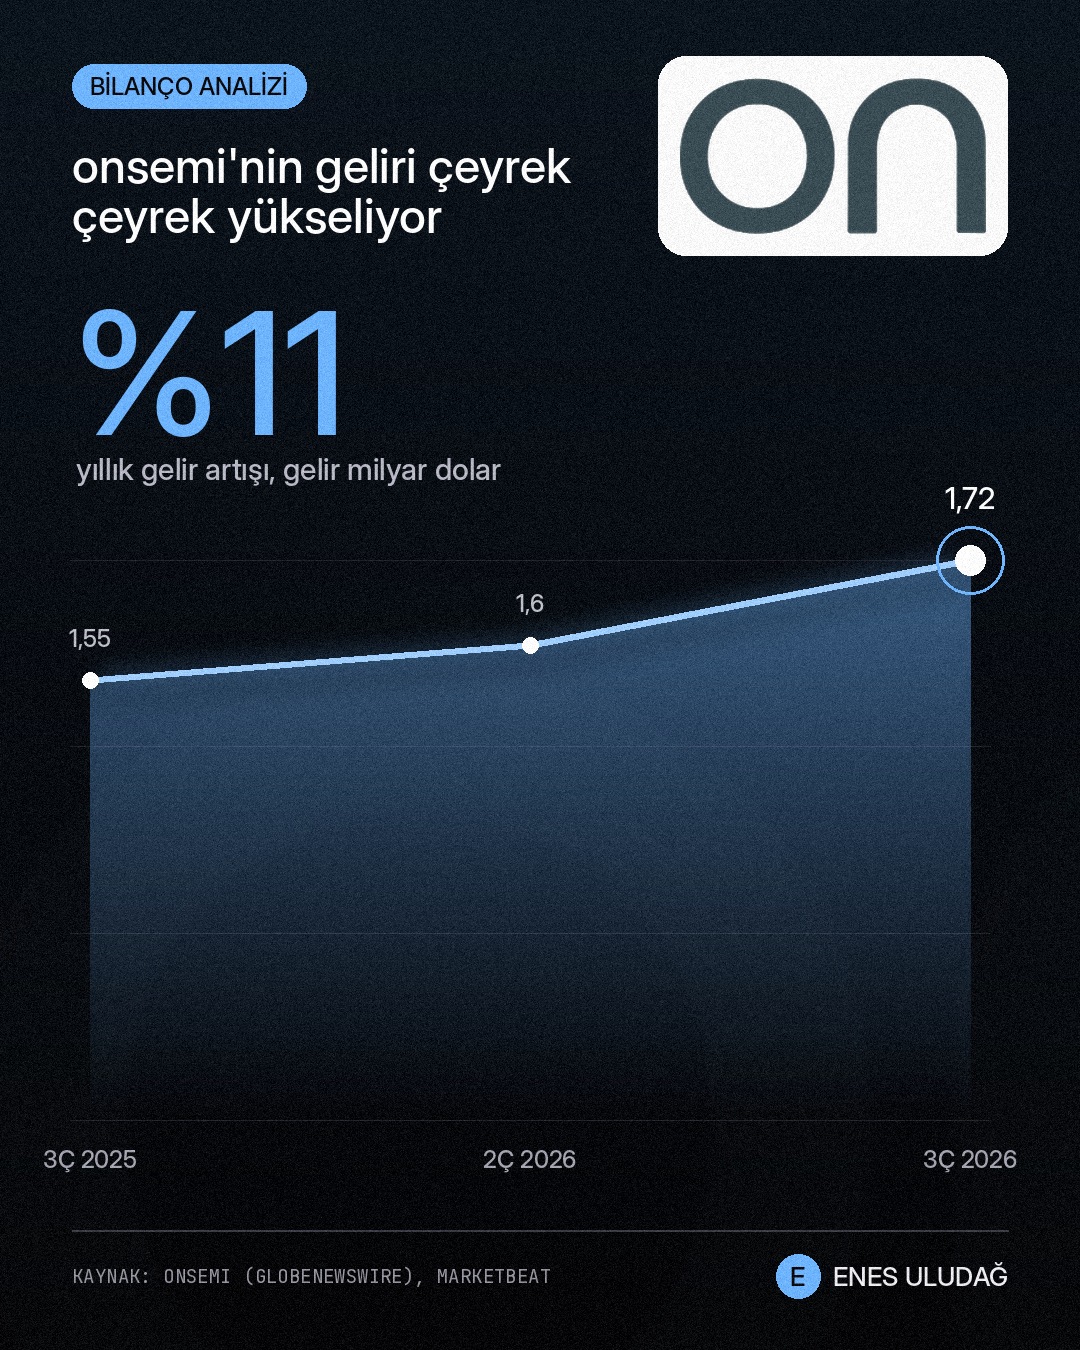 BİLANÇO ANALİZİ
on
onsemi'nin geliri çeyrek
çeyrek yükseliyor
%11
yıllık gelir artışı, gelir milyar dolar
1,72
1,6
1,55
3Ç 2025
2Ç 2026
3Ç 2026
KAYNAK: ONSEMI (GLOBENEWSWIRE), MARKETBEAT
E ENES ULUDAĞ